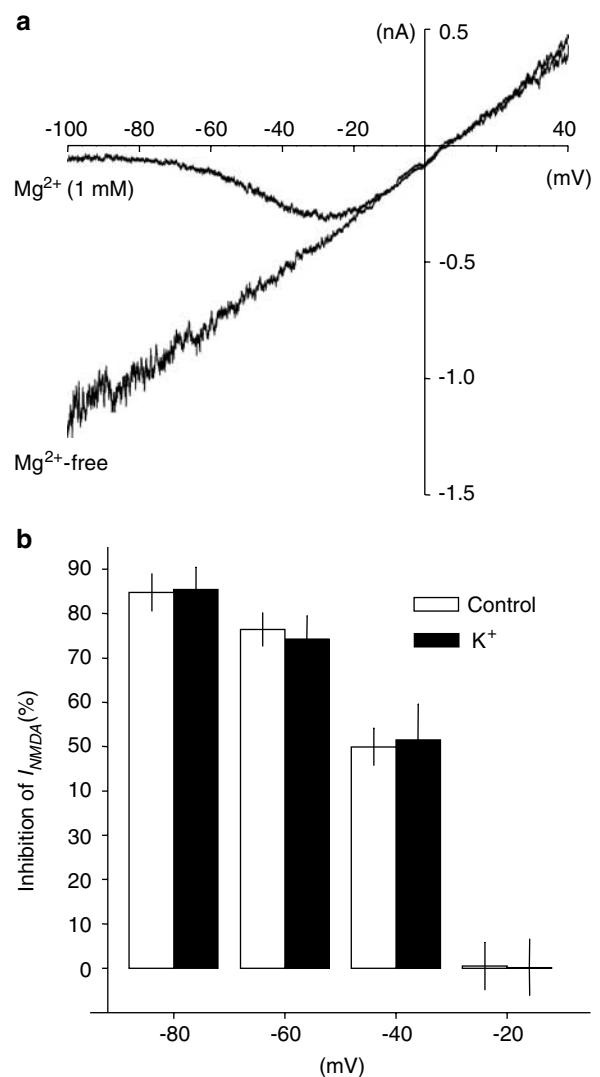 a
(nA)
0.5
-100 -80 -60 -40 -20 40
Mg²⁺ (1 mM)
(mV)
-0.5
-1.0
Mg²⁺-free
-1.5
b
90
80
70
60
50
10
30
20
10
0
Inhibition of I_NMDA(%)
Control
K⁺
-80 -60 -40 -20
(mV)